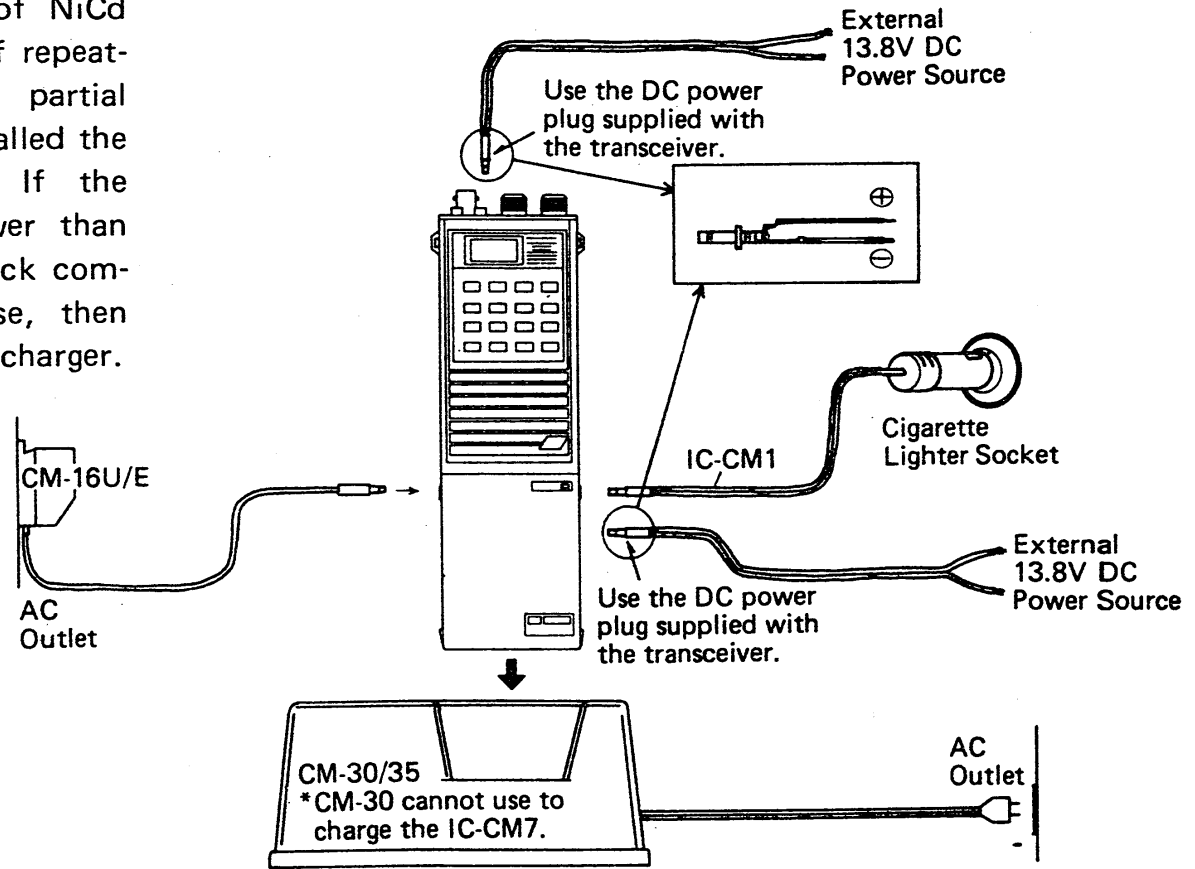 of NiCd
f repeat-
partial
alled the
If the
wer than
ck com-
se, then
charger.
External
13.8V DC
Power Source
Use the DC power
plug supplied with
the transceiver.
⊕
⊖
CM-16U/E
AC
Outlet
IC-CM1
Cigarette
Lighter Socket
External
13.8V DC
Power Source
Use the DC power
plug supplied with
the transceiver.
CM-30/35
*CM-30 cannot use to
charge the IC-CM7.
AC
Outlet